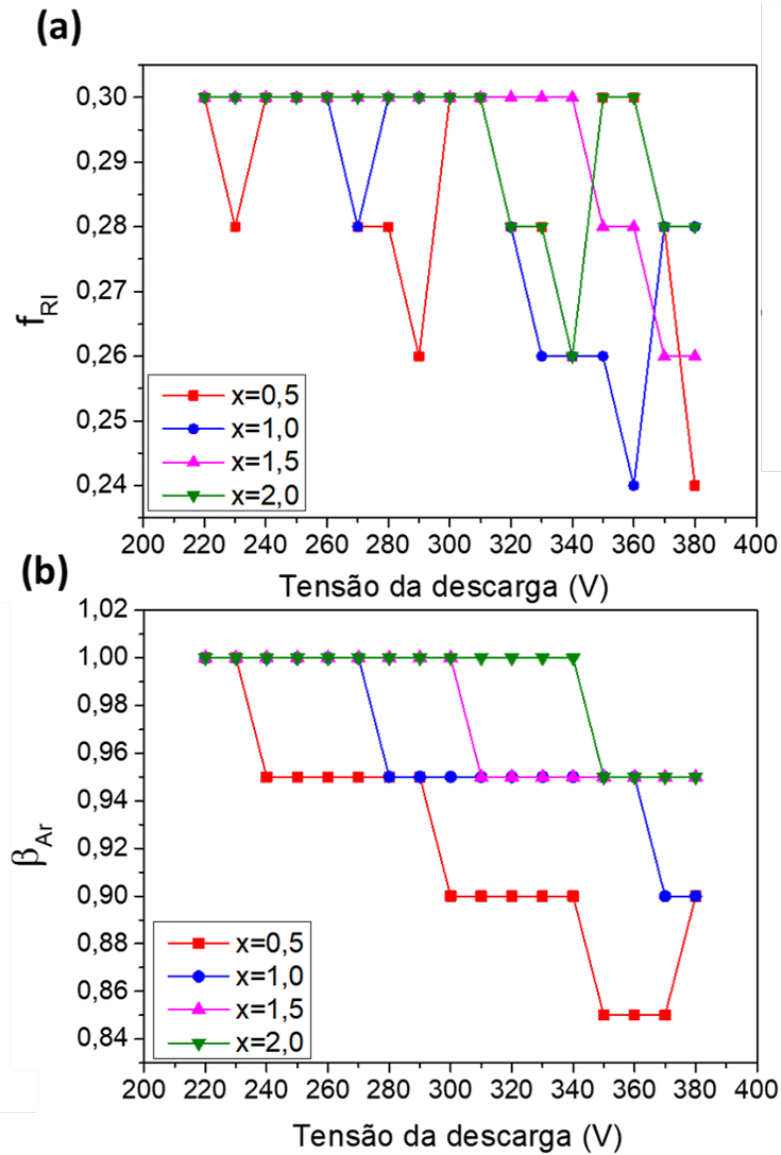 (a)
0,30
0,29
0,28
0,27
0,26
0,25
0,24
f_RI
x=0,5
x=1,0
x=1,5
x=2,0
200 220 240 260 280 300 320 340 360 380 400
Tensão da descarga (V)
(b)
1,02
1,00
0,98
0,96
0,94
0,92
0,90
0,88
0,86
0,84
β_Ar
x=0,5
x=1,0
x=1,5
x=2,0
200 220 240 260 280 300 320 340 360 380 400
Tensão da descarga (V)